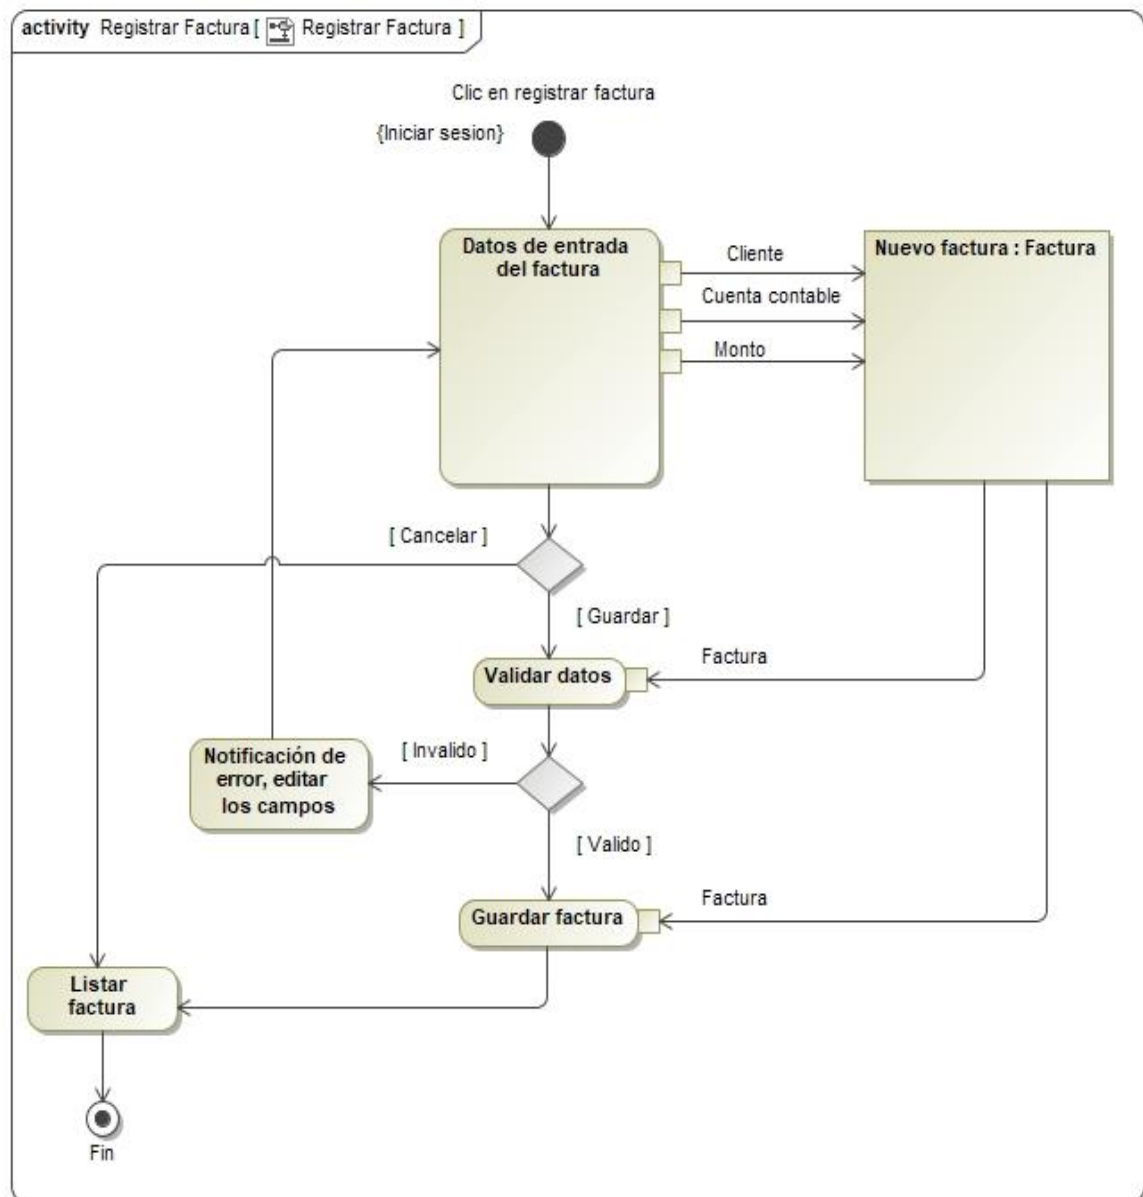 activity Registrar Factura [ Registrar Factura ]
Clic en registrar factura
{Iniciar sesion}
Datos de entrada
del factura
Cliente
Cuenta contable
Monto
Nuevo factura : Factura
[ Cancelar ]
[ Guardar ]
Validar datos
Factura
[ Invalido ]
Notificación de
error, editar
los campos
[ Valido ]
Guardar factura
Factura
Listar
factura
Fin